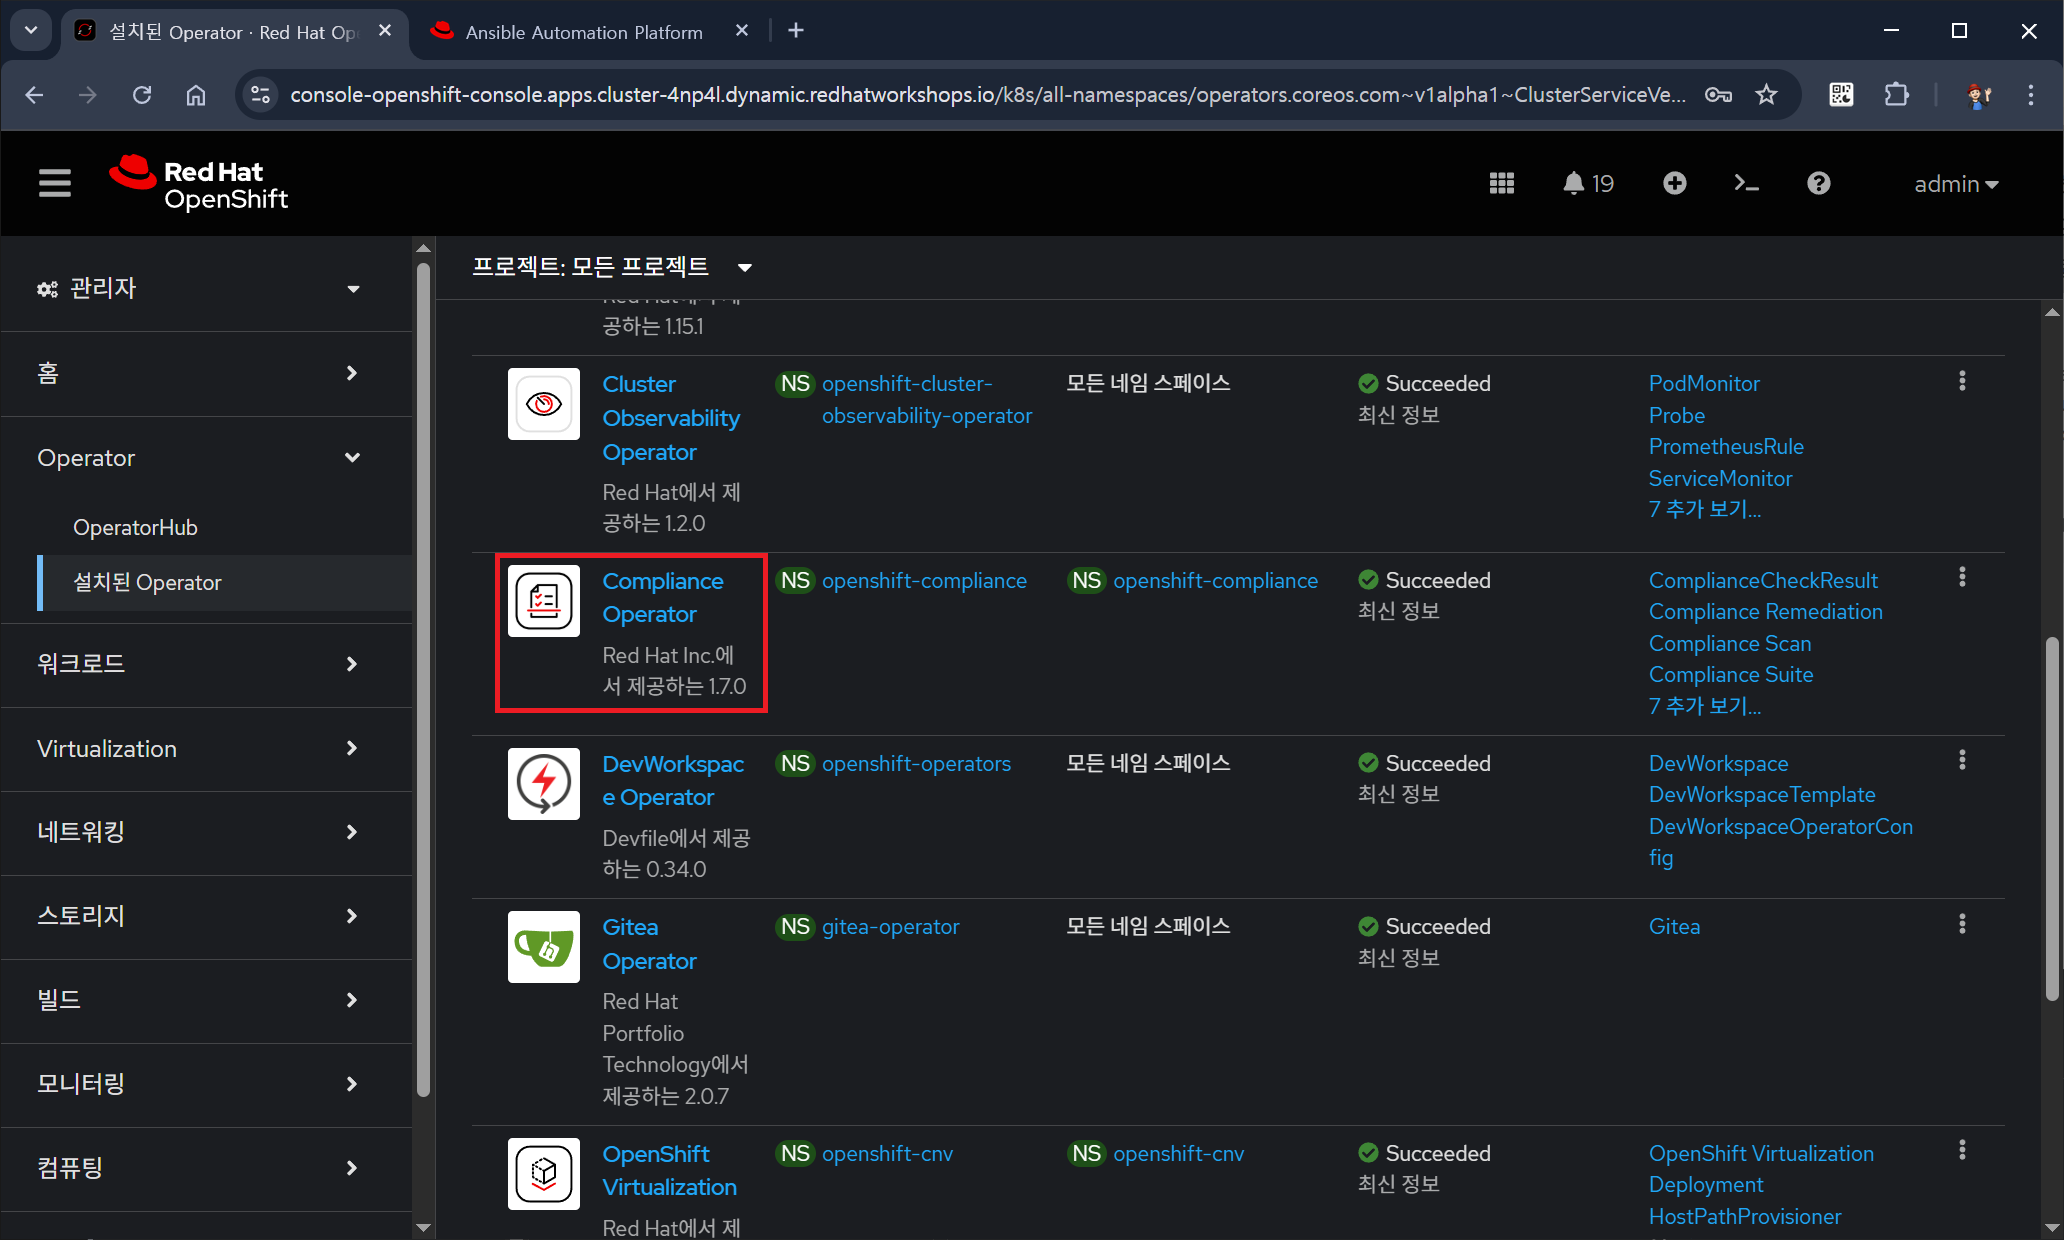 설치된 Operator · Red Hat Op
Ansible Automation Platform
console-openshift-console.apps.cluster-4np4l.dynamic.redhatworkshops.io/k8s/all-namespaces/operators.coreos.com~v1alpha1~ClusterServiceVe...
Red Hat
OpenShift
19
admin
관리자
홈
Operator
OperatorHub
설치된 Operator
워크로드
Virtualization
네트워킹
스토리지
빌드
모니터링
컴퓨팅
프로젝트: 모든 프로젝트
Red Hat에서 제
공하는 1.15.1
Cluster
Observability
Operator
Red Hat에서 제
공하는 1.2.0
NS openshift-cluster-
observability-operator
모든 네임 스페이스
Succeeded
최신 정보
PodMonitor
Probe
PrometheusRule
ServiceMonitor
7 추가 보기...
Compliance
Operator
Red Hat Inc.에
서 제공하는 1.7.0
NS openshift-compliance
NS openshift-compliance
Succeeded
최신 정보
ComplianceCheckResult
Compliance Remediation
Compliance Scan
Compliance Suite
7 추가 보기...
DevWorkspac
e Operator
Devfile에서 제공
하는 0.34.0
NS openshift-operators
모든 네임 스페이스
Succeeded
최신 정보
DevWorkspace
DevWorkspaceTemplate
DevWorkspaceOperatorCon
fig
Gitea
Operator
Red Hat
Portfolio
Technology에서
제공하는 2.0.7
NS gitea-operator
모든 네임 스페이스
Succeeded
최신 정보
Gitea
OpenShift
Virtualization
Red Hat에서 제
NS openshift-cnv
NS openshift-cnv
Succeeded
최신 정보
OpenShift Virtualization
Deployment
HostPathProvisioner